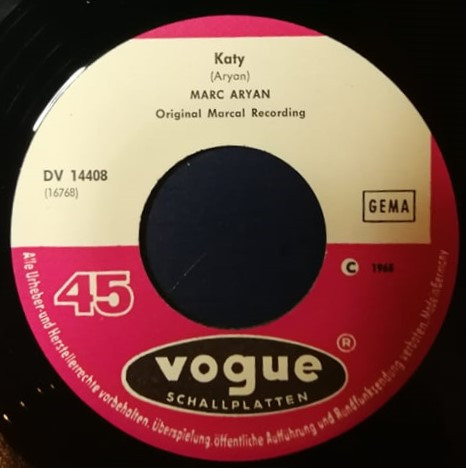 Katy
(Aryan)
MARC ARYAN
Original Marcal Recording
DV 14408
(16768)
GEMA
45
C 1968
vogue ®
SCHALLPLATTEN
Alle Urheber- und Herstellerrechte vorbehalten. Überspielung, öffentliche Aufführung und Rundfunksendung verboten. Made in Germany